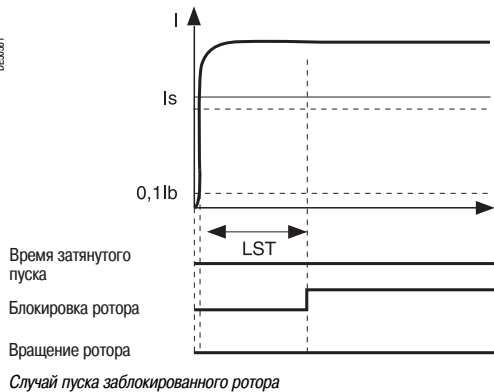 I
Is
0,1Ib
LST
Время затянутого
пуска
Блокировка ротора
Вращение ротора
Случай пуска заблокированного ротора